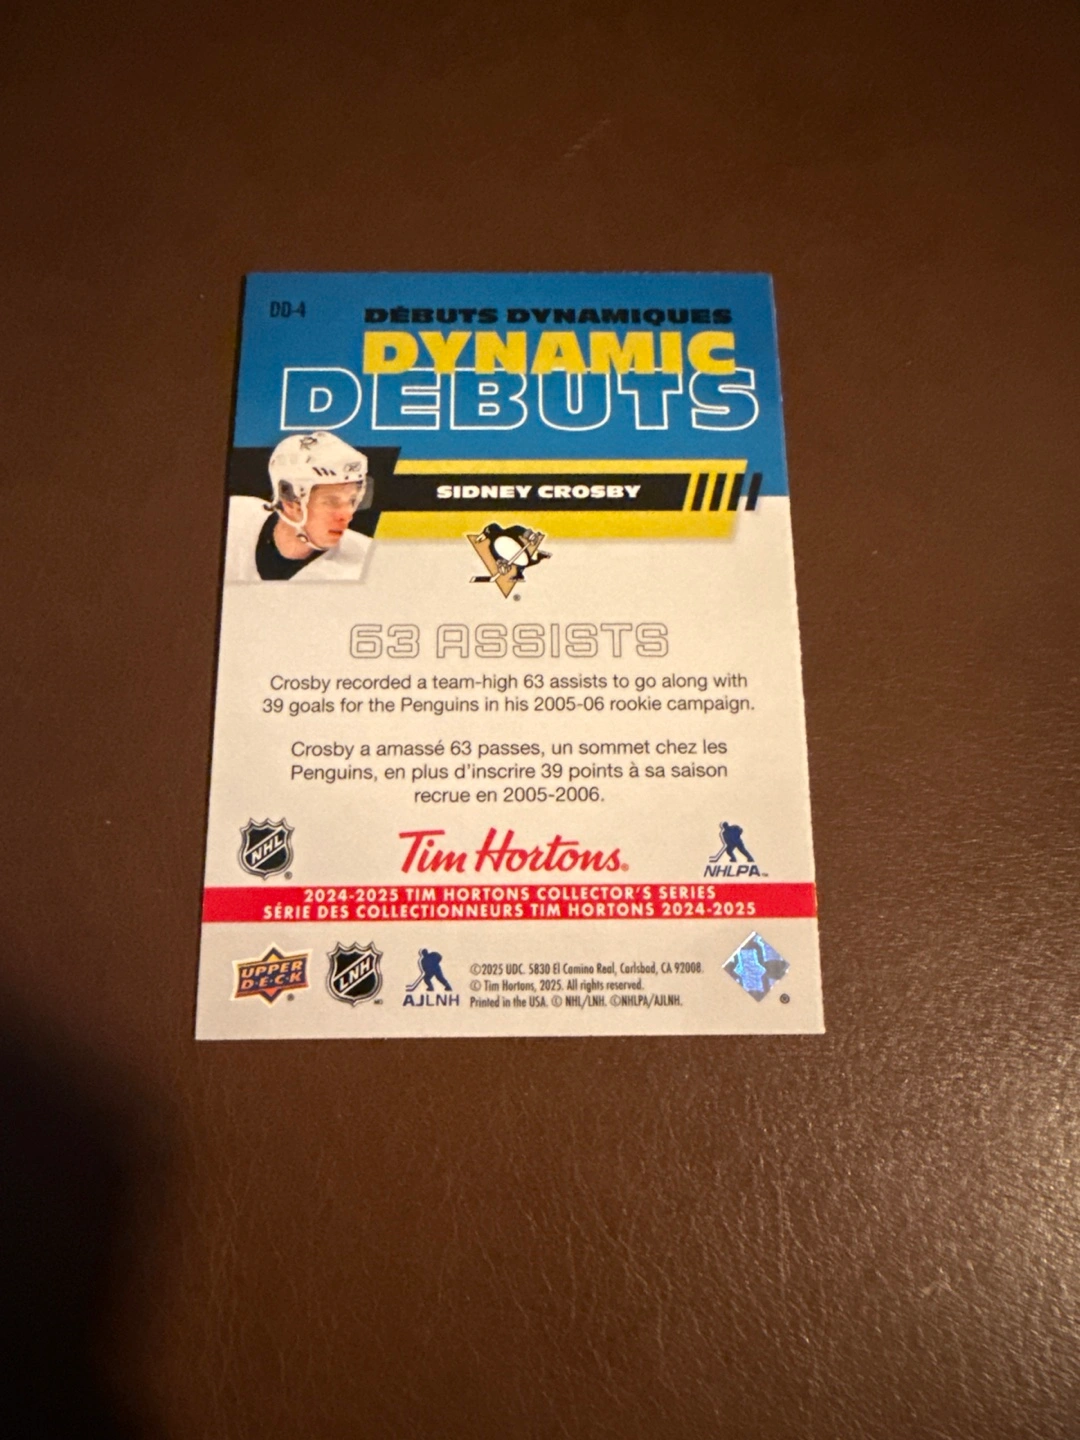 DD-4
DÉBUTS DYNAMIQUES
DYNAMIC
DEBUTS
SIDNEY CROSBY
®
63 ASSISTS
Crosby recorded a team-high 63 assists to go along with
39 goals for the Penguins in his 2005-06 rookie campaign.
Crosby a amassé 63 passes, un sommet chez les
Penguins, en plus d'inscrire 39 points à sa saison
recrue en 2005-2006.
NHL ®
Tim Hortons®
NHLPA™
2024-2025 TIM HORTONS COLLECTOR'S SERIES
SÉRIE DES COLLECTIONNEURS TIM HORTONS 2024-2025
UPPER
D·E·C·K ®
LNH MD
AJLNH
©2025 UDC. 5830 El Camino Real, Carlsbad, CA 92008.
© Tim Hortons, 2025. All rights reserved.
Printed in the USA. © NHL/LNH. ©NHLPA/AJLNH.
®